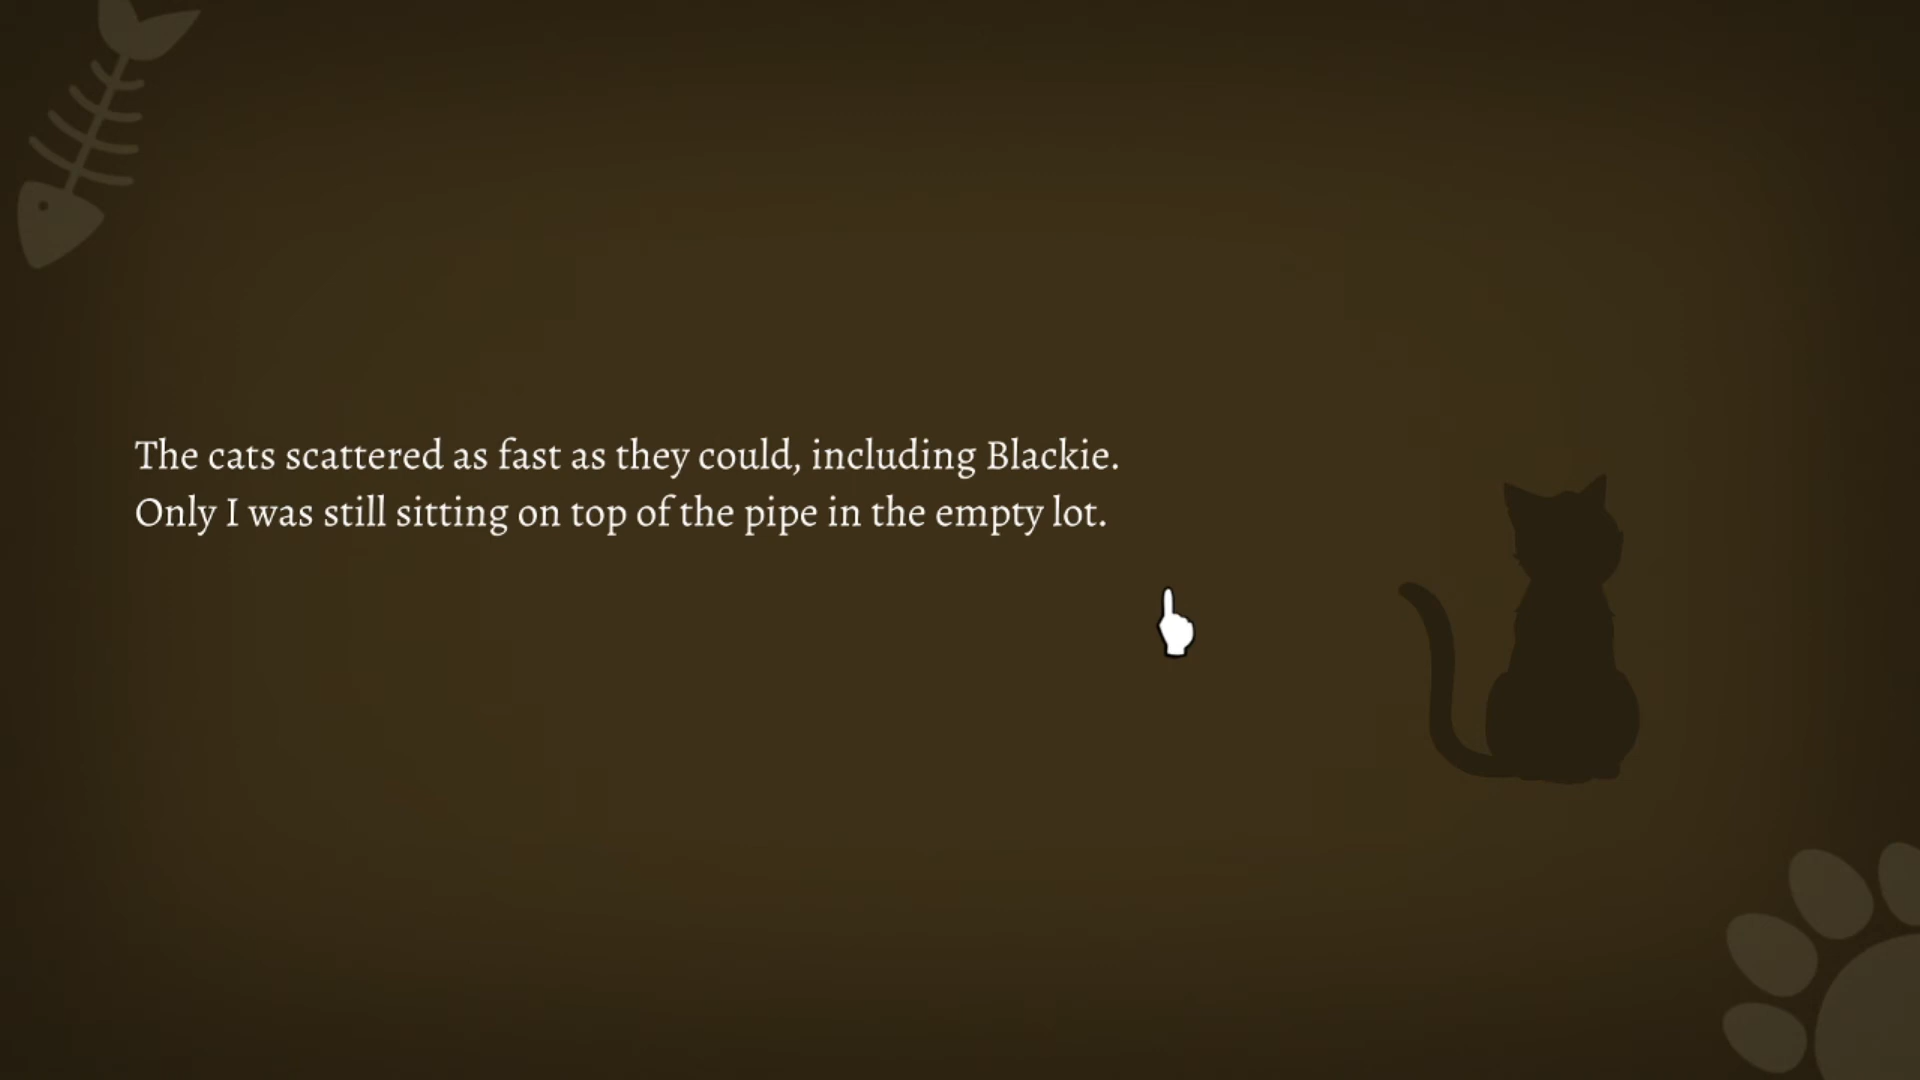 The cats scattered as fast as they could, including Blackie.
Only I was still sitting on top of the pipe in the empty lot.